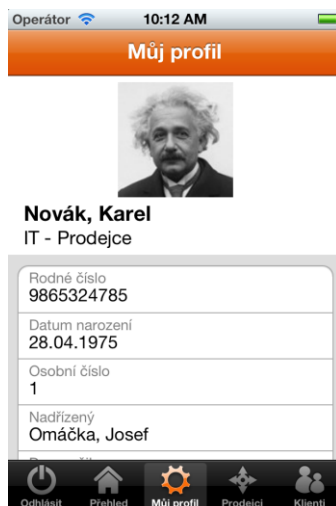 Operátor 10:12 AM
Můj profil
Novák, Karel
IT - Prodejce
Rodné číslo
9865324785
Datum narození
28.04.1975
Osobní číslo
1
Nadřízený
Omáčka, Josef
Odhlásit Přehled Můj profil Prodejci Klienti